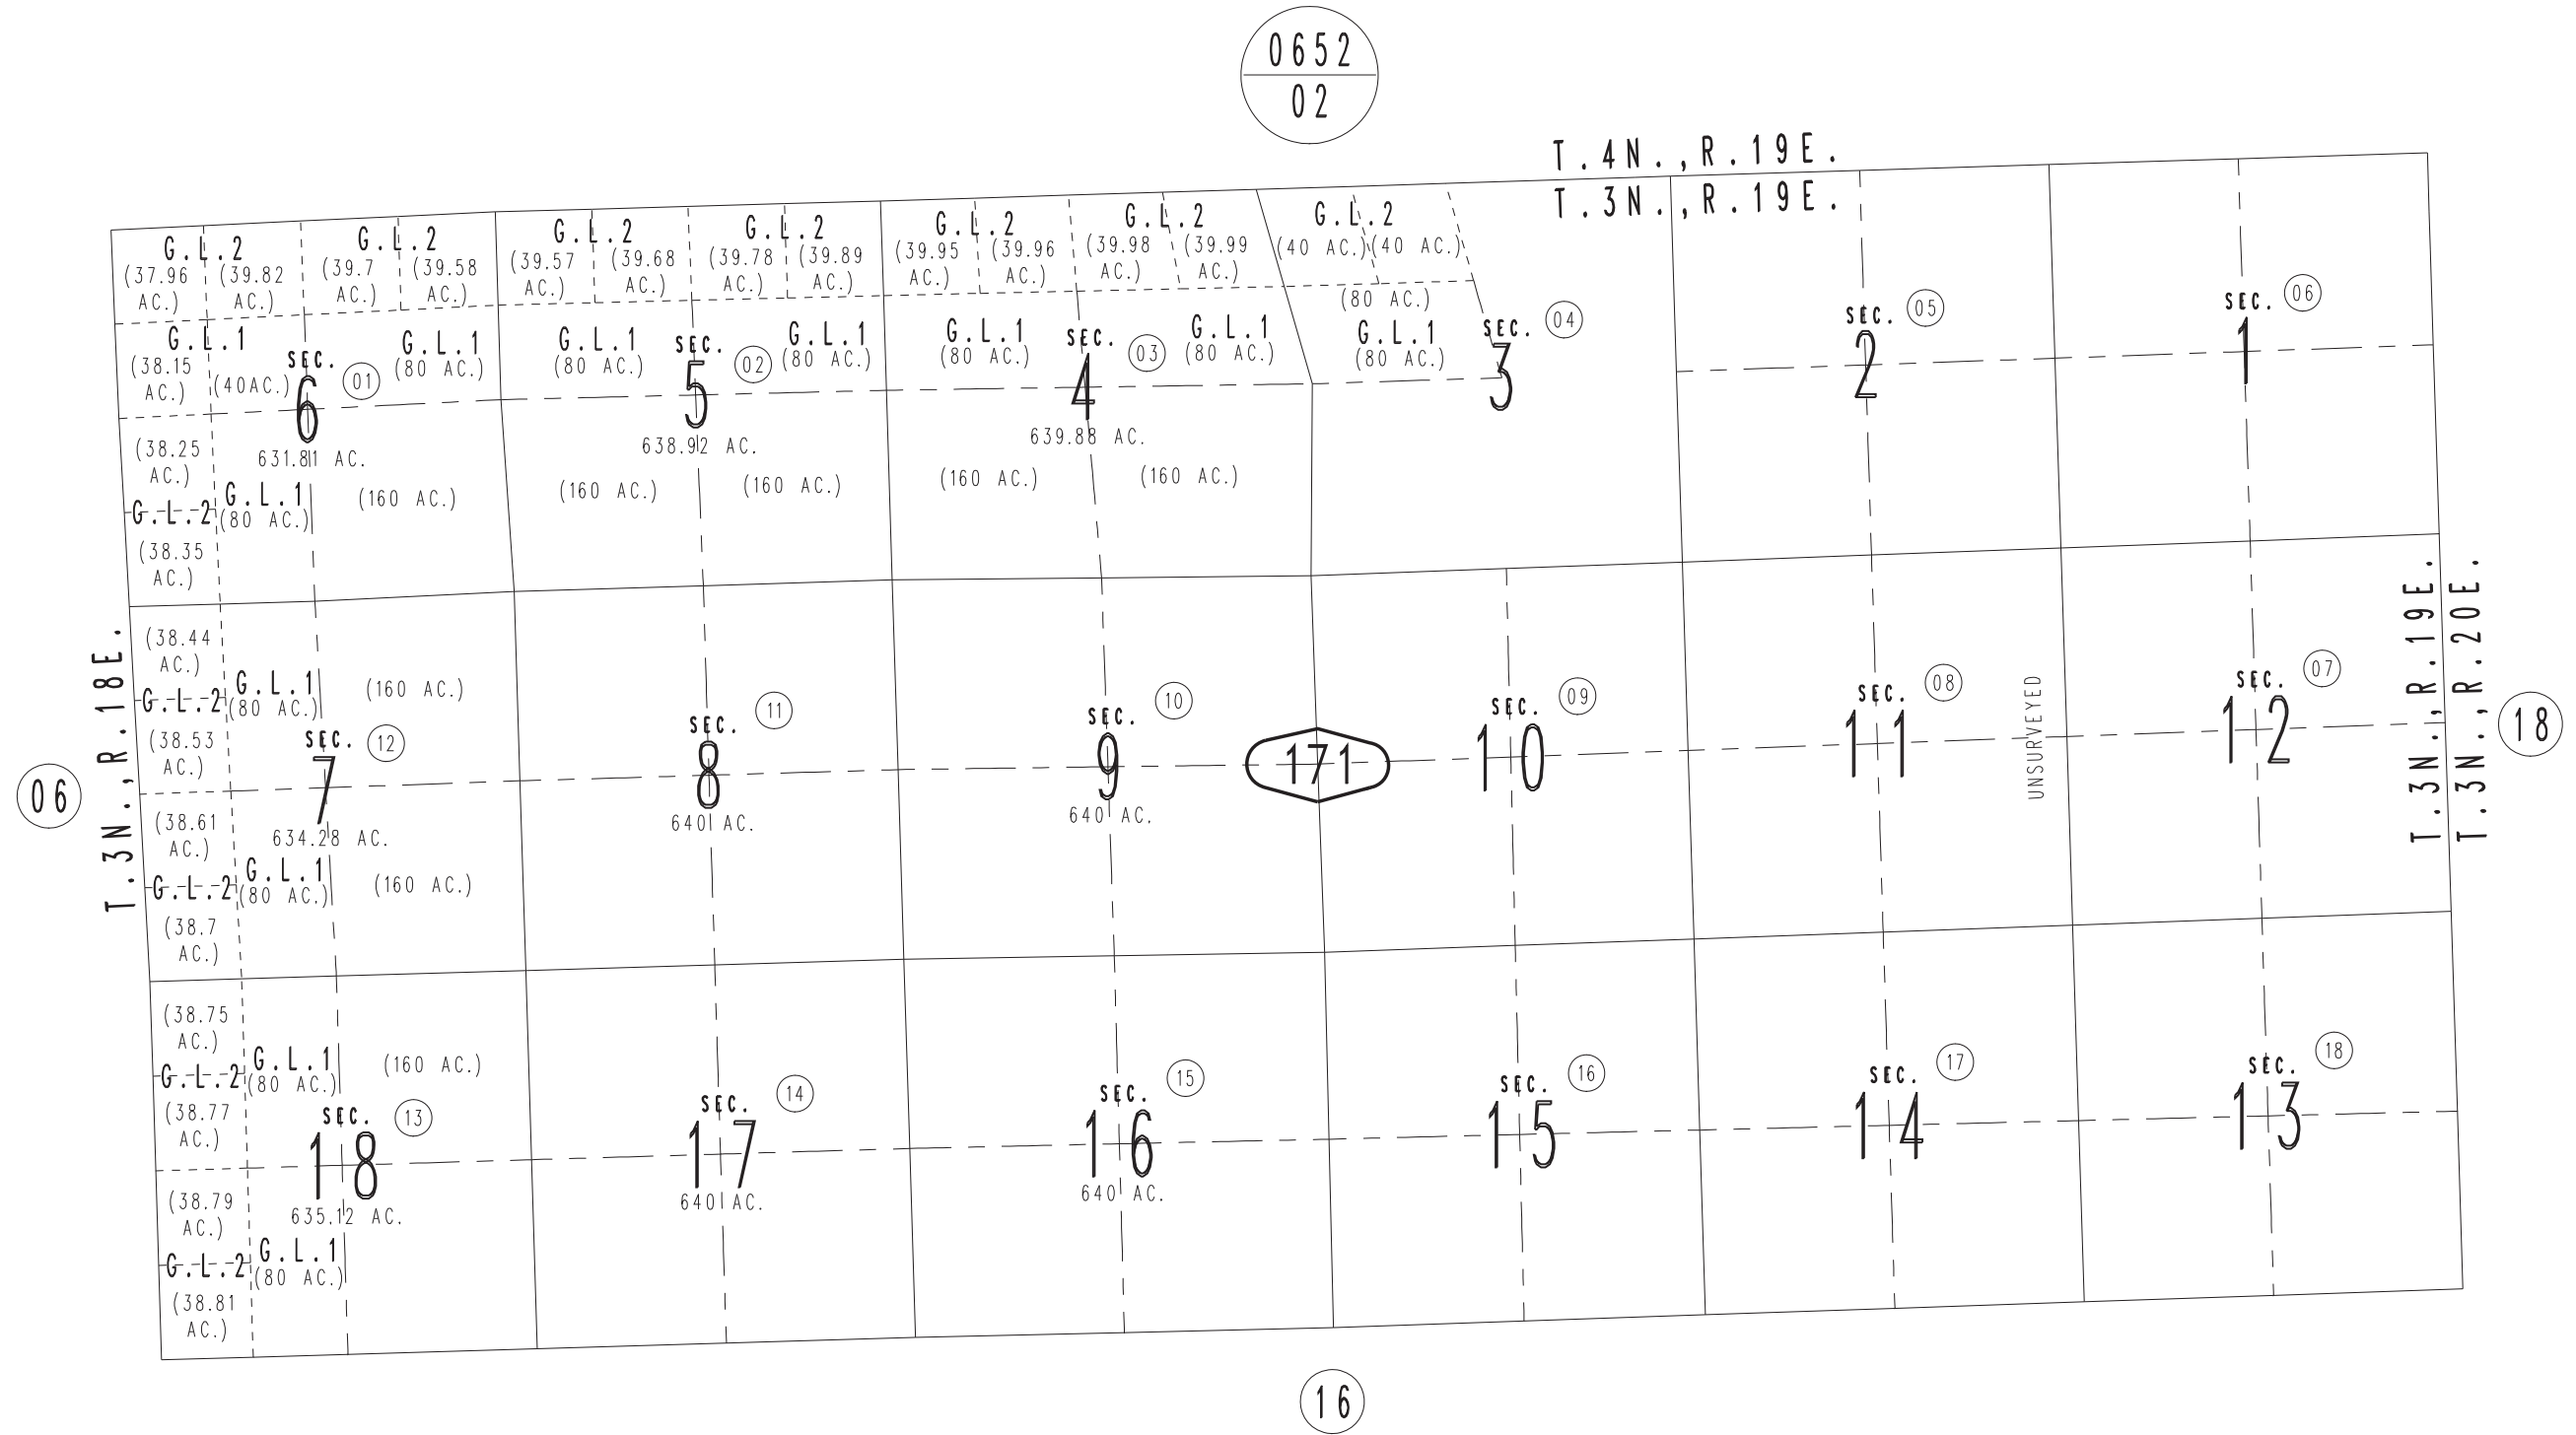 0652
02
T.4N.,R.19E.
T.3N.,R.19E.
G.L.2
(37.96 AC.)
(39.82 AC.)
G.L.2
(39.7 AC.)
(39.58 AC.)
G.L.2
(39.57 AC.)
(39.68 AC.)
G.L.2
(39.78 AC.)
(39.89 AC.)
G.L.2
(39.95 AC.)
(39.96 AC.)
G.L.2
(39.98 AC.)
(39.99 AC.)
G.L.2
(40 AC.)
(40 AC.)
(80 AC.)
G.L.1
(80 AC.)
G.L.1
(38.15 AC.)
(40AC.)
SEC.
6
01
G.L.1
(80 AC.)
631.81 AC.
G.L.1
(80 AC.)
SEC.
5
02
G.L.1
(80 AC.)
638.92 AC.
G.L.1
(80 AC.)
SEC.
4
03
G.L.1
(80 AC.)
639.88 AC.
SEC.
3
04
SEC.
2
05
SEC.
1
06
(38.25 AC.)
G.L.2
G.L.1
(80 AC.)
(160 AC.)
(38.35 AC.)
(160 AC.)
(160 AC.)
(160 AC.)
(160 AC.)
T.3N.,R.18E.
06
(38.44 AC.)
G.L.2
G.L.1
(80 AC.)
(160 AC.)
(38.53 AC.)
SEC.
7
12
634.28 AC.
(38.61 AC.)
G.L.2
G.L.1
(80 AC.)
(160 AC.)
(38.7 AC.)
SEC.
8
11
640 AC.
SEC.
9
10
640 AC.
171
SEC.
10
09
SEC.
11
08
UNSURVEYED
SEC.
12
07
T.3N.,R.19E.
T.3N.,R.20E.
18
(38.75 AC.)
G.L.2
G.L.1
(80 AC.)
(160 AC.)
(38.77 AC.)
SEC.
18
13
635.12 AC.
(38.79 AC.)
G.L.2
G.L.1
(80 AC.)
(38.81 AC.)
SEC.
17
14
640 AC.
SEC.
16
15
640 AC.
SEC.
15
16
SEC.
14
17
SEC.
13
18
16